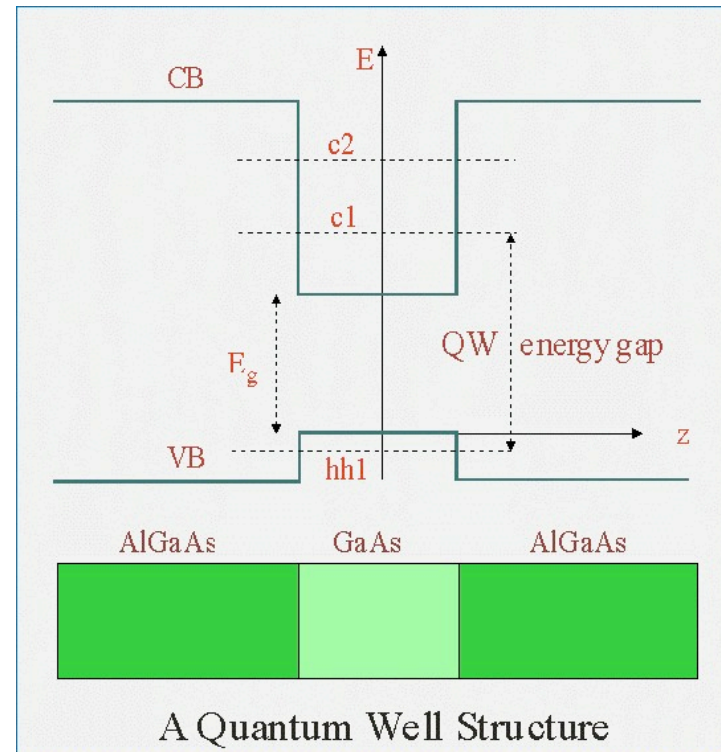 E
CB
c2
c1
QW energy gap
Eg
z
VB
hh1
AlGaAs GaAs AlGaAs
A Quantum Well Structure